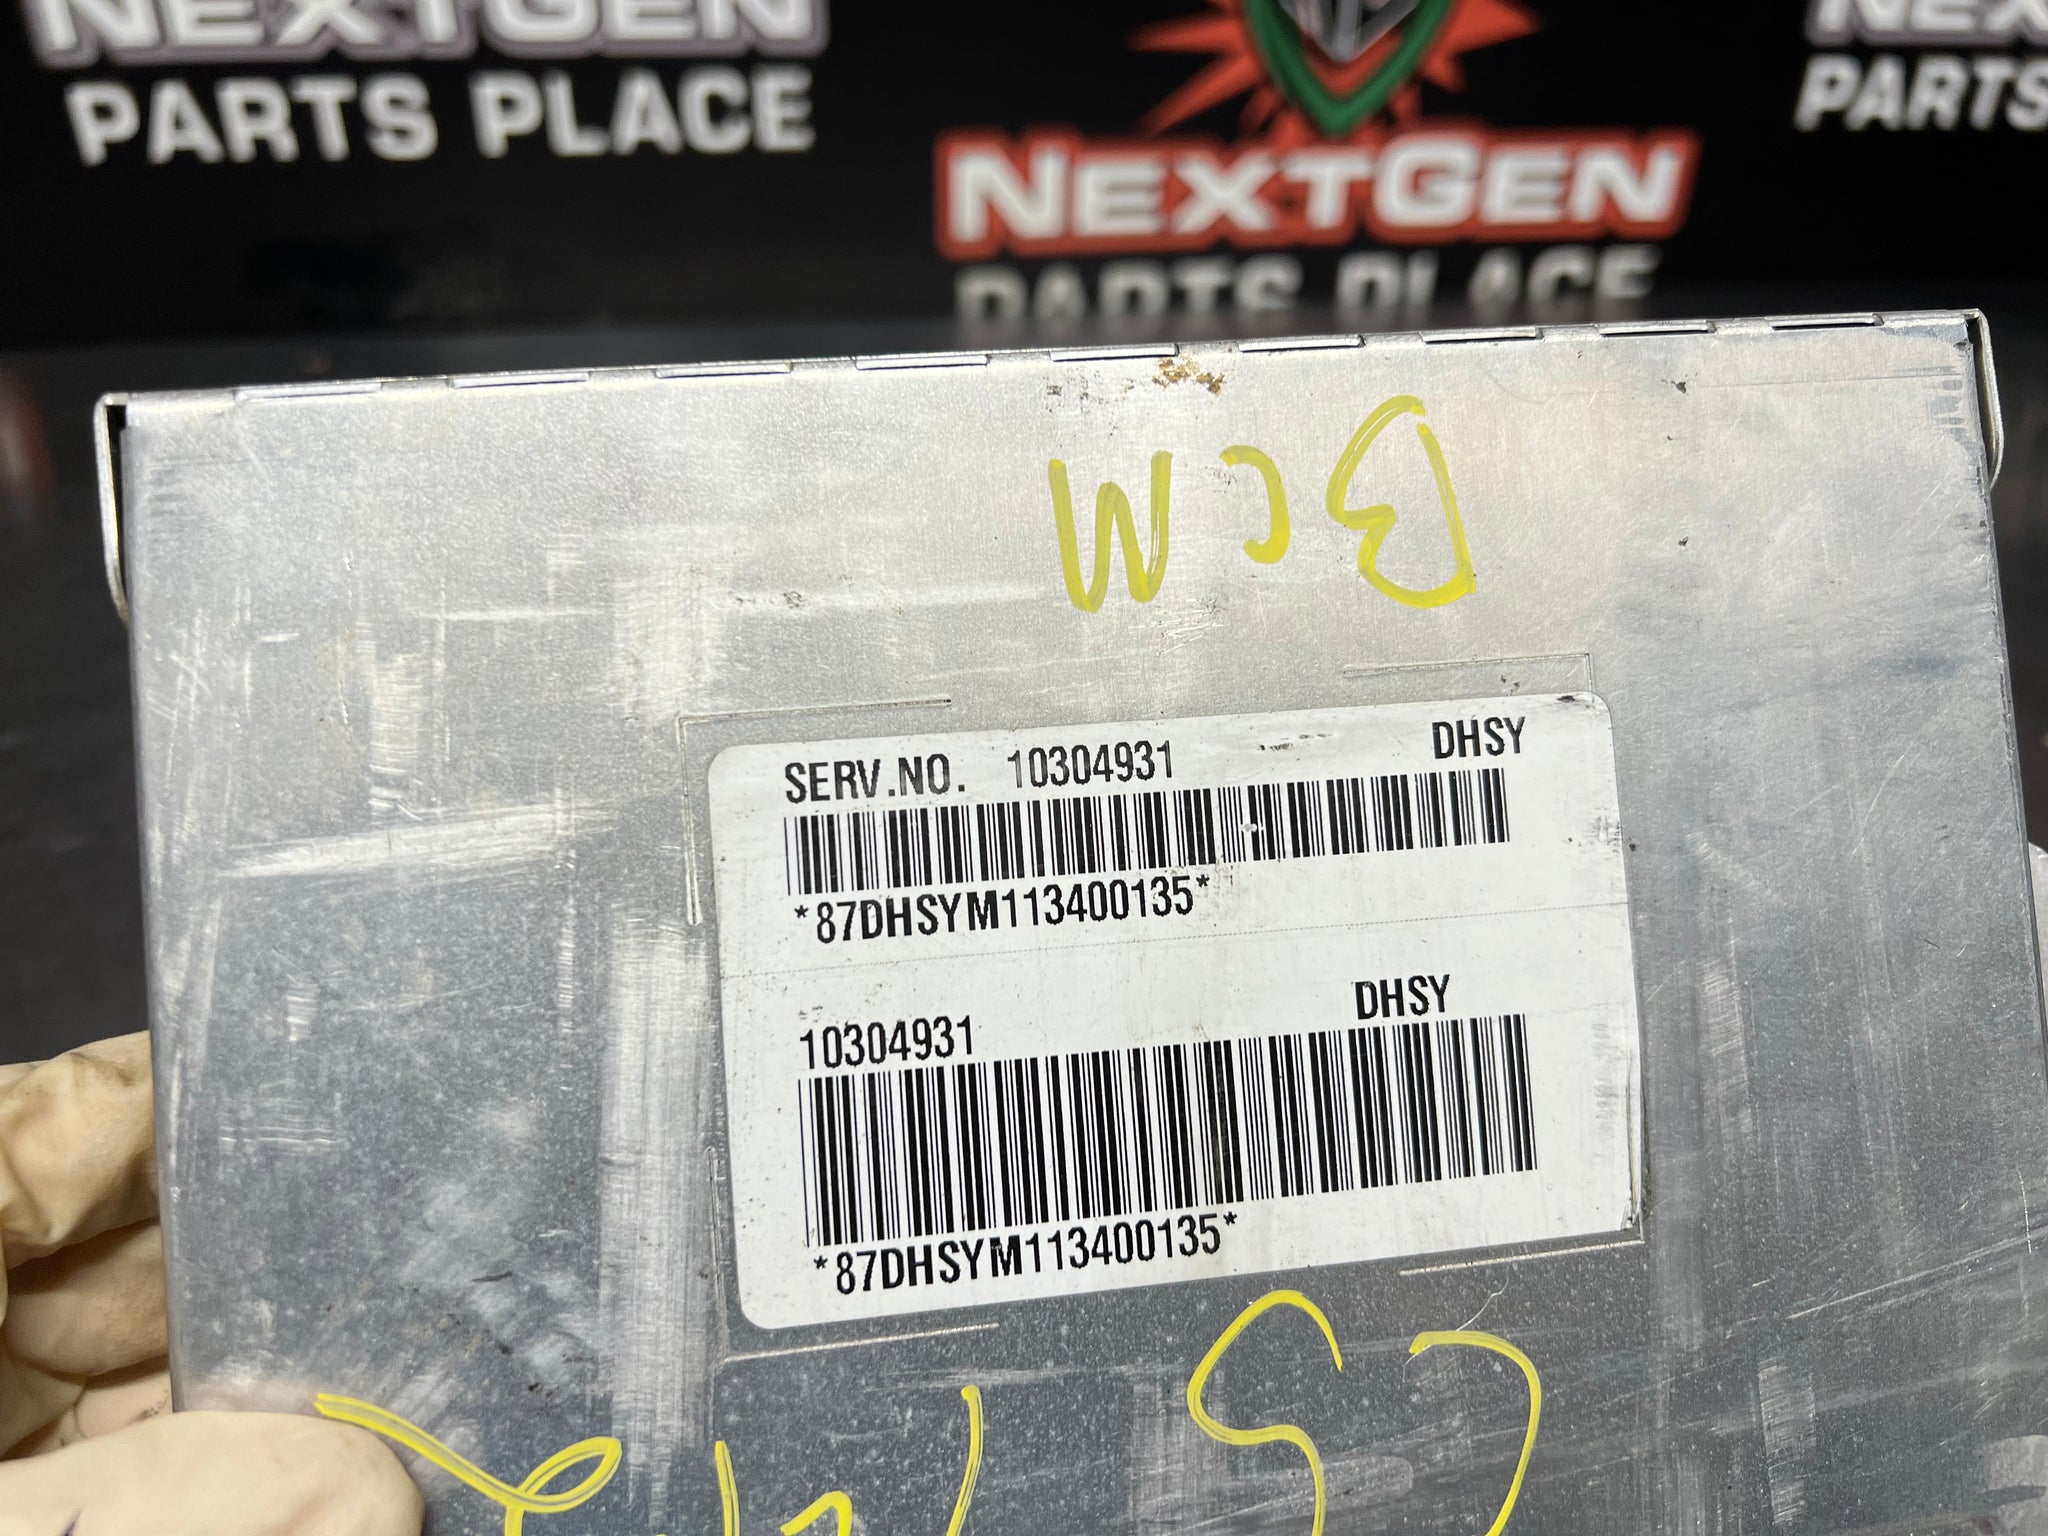 NEXTGEN
PARTS PLACE
NEXTGEN
PARTS PLACE
PARTS
BCM
SERV.NO. 10304931 DHSY
*87DHSYM113400135*
10304931 DHSY
*87DHSYM113400135*